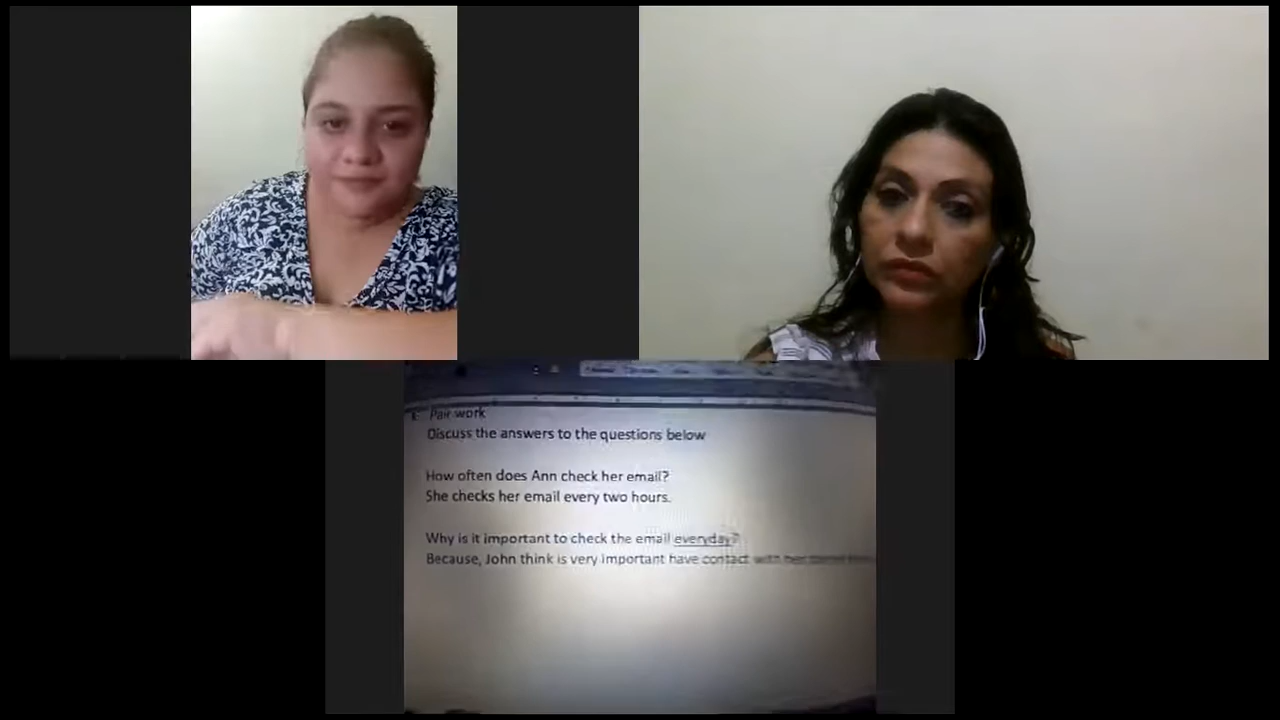 Pair work
Discuss the answers to the questions below
How often does Ann check her email?
She checks her email every two hours.
Why is it important to check the email everyday?
Because, John think is very important have contact with her